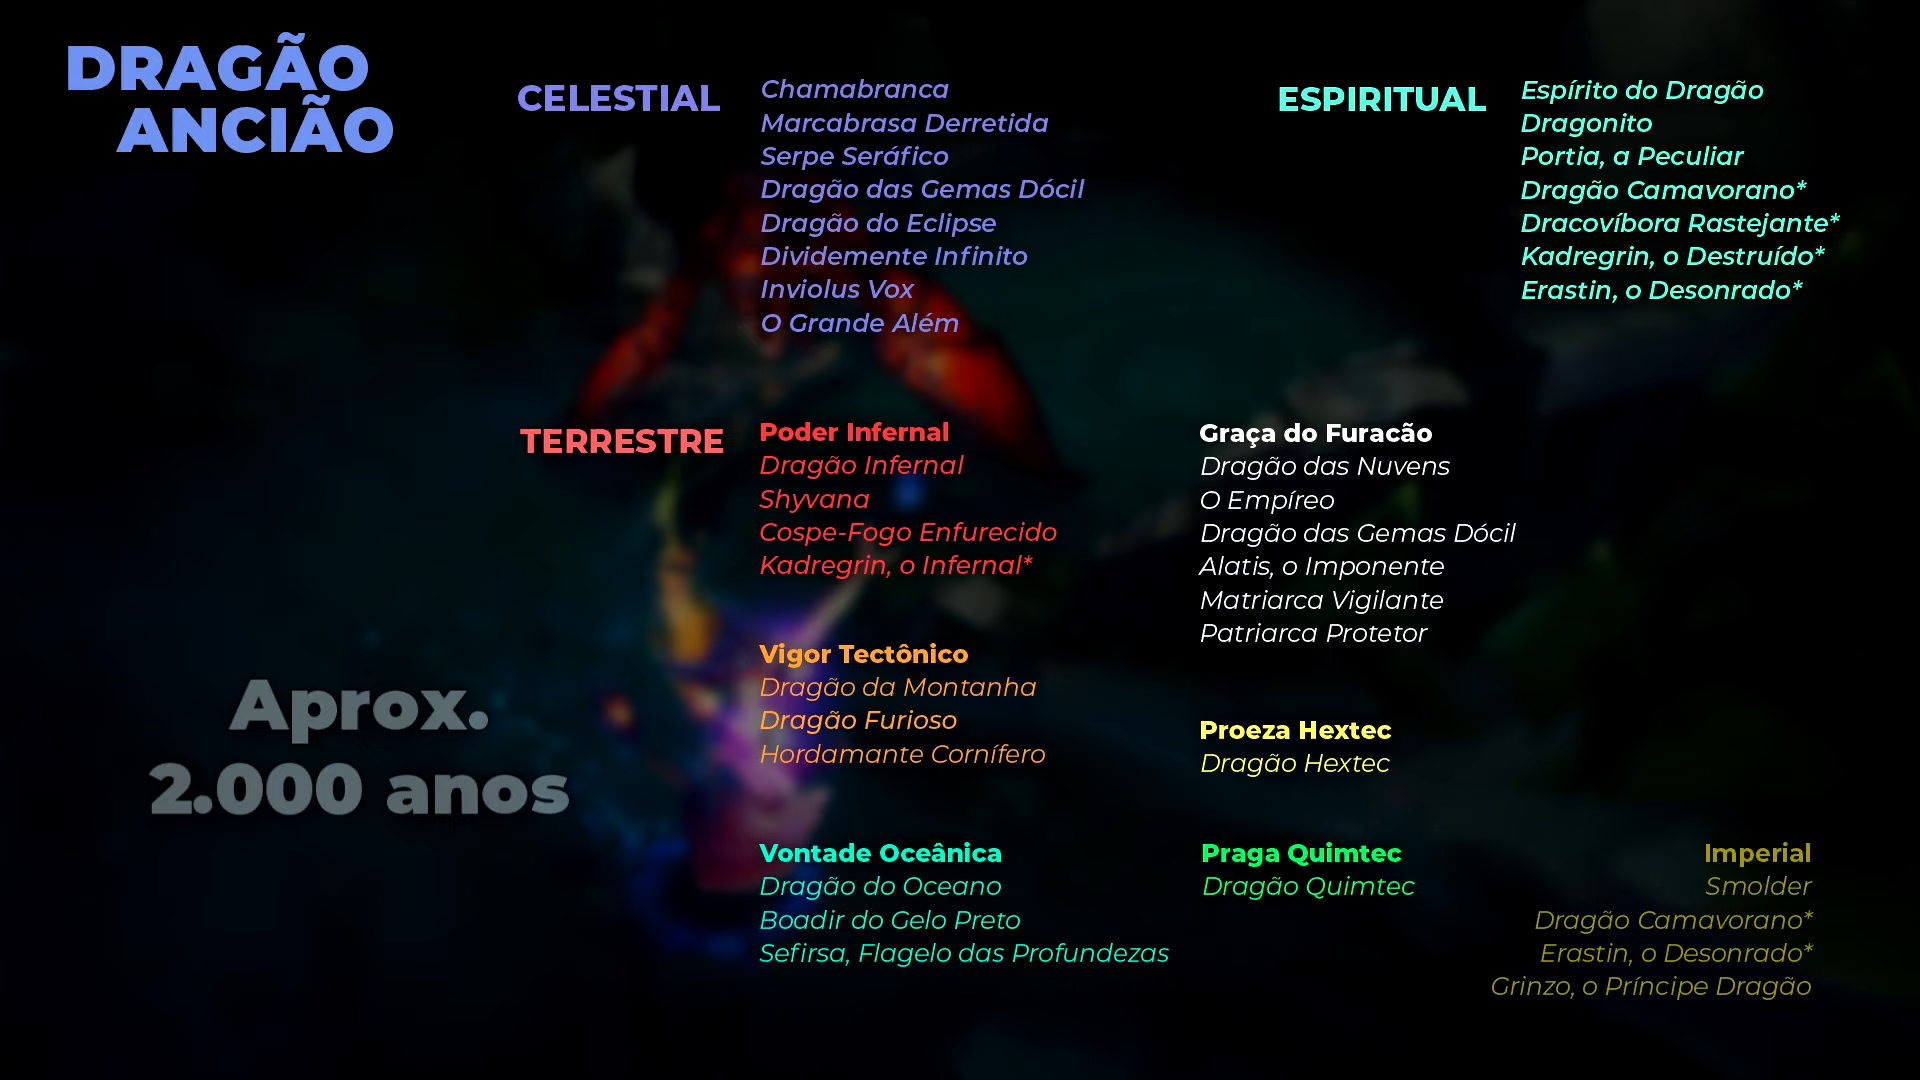 DRAGÃO
ANCIÃO
CELESTIAL
Chamabranca
Marcabrasa Derretida
Serpe Seráfico
Dragão das Gemas Dócil
Dragão do Eclipse
Dividemente Infinito
Inviolus Vox
O Grande Além
ESPIRITUAL
Espírito do Dragão
Dragonito
Portia, a Peculiar
Dragão Camavorano*
Dracovíbora Rastejante*
Kadregrin, o Destruído*
Erastin, o Desonrado*
TERRESTRE
Poder Infernal
Dragão Infernal
Shyvana
Cospe-Fogo Enfurecido
Kadregrin, o Infernal*
Graça do Furacão
Dragão das Nuvens
O Empíreo
Dragão das Gemas Dócil
Alatis, o Imponente
Matriarca Vigilante
Patriarca Protetor
Vigor Tectônico
Dragão da Montanha
Dragão Furioso
Hordamante Cornífero
Proeza Hextec
Dragão Hextec
Aprox.
2.000 anos
Vontade Oceânica
Dragão do Oceano
Boadir do Gelo Preto
Sefirsa, Flagelo das Profundezas
Praga Quimtec
Dragão Quimtec
Imperial
Smolder
Dragão Camavorano*
Erastin, o Desonrado*
Grinzo, o Príncipe Dragão